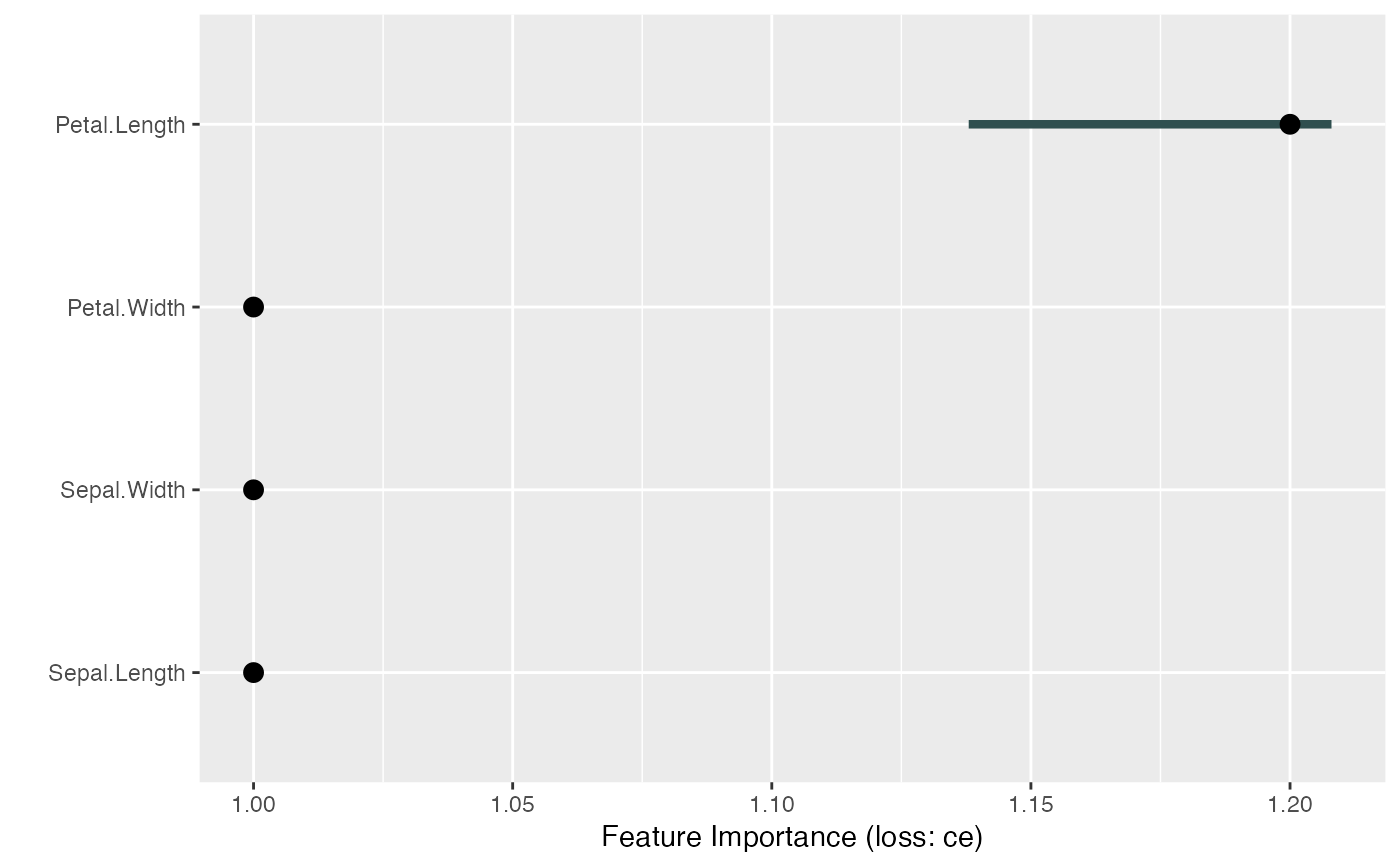 Petal.Length
Petal.Width
Sepal.Width
Sepal.Length
1.00 1.05 1.10 1.15 1.20
Feature Importance (loss: ce)